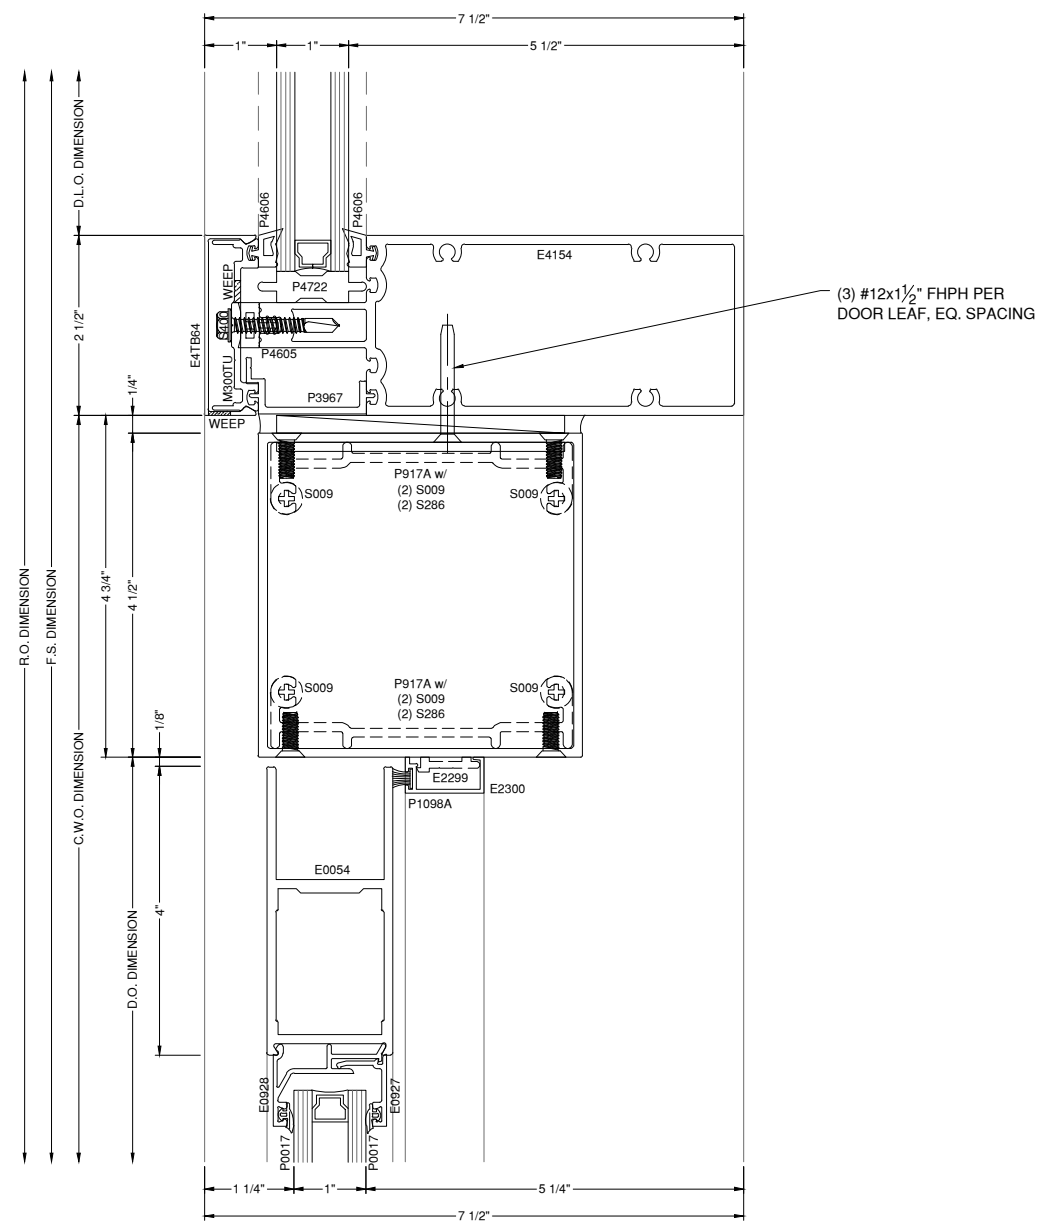 7 1/2"
1"
1"
5 1/2"
D.L.O. DIMENSION
P4606
P4606
E4154
WEEP
P4722
(3) #12x1½" FHPH PER
DOOR LEAF, EQ. SPACING
2 1/2"
E4TB64
S400
P4605
M300TU
P3967
1/4"
WEEP
P917A w/
(2) S009
(2) S286
S009
S009
R.O. DIMENSION
F.S. DIMENSION
4 3/4"
4 1/2"
P917A w/
(2) S009
(2) S286
S009
S009
1/8"
C.W.O. DIMENSION
E2299
E2300
P1098A
E0054
4"
D.O. DIMENSION
E0928
E0927
P0017
P0017
1 1/4"
1"
5 1/4"
7 1/2"